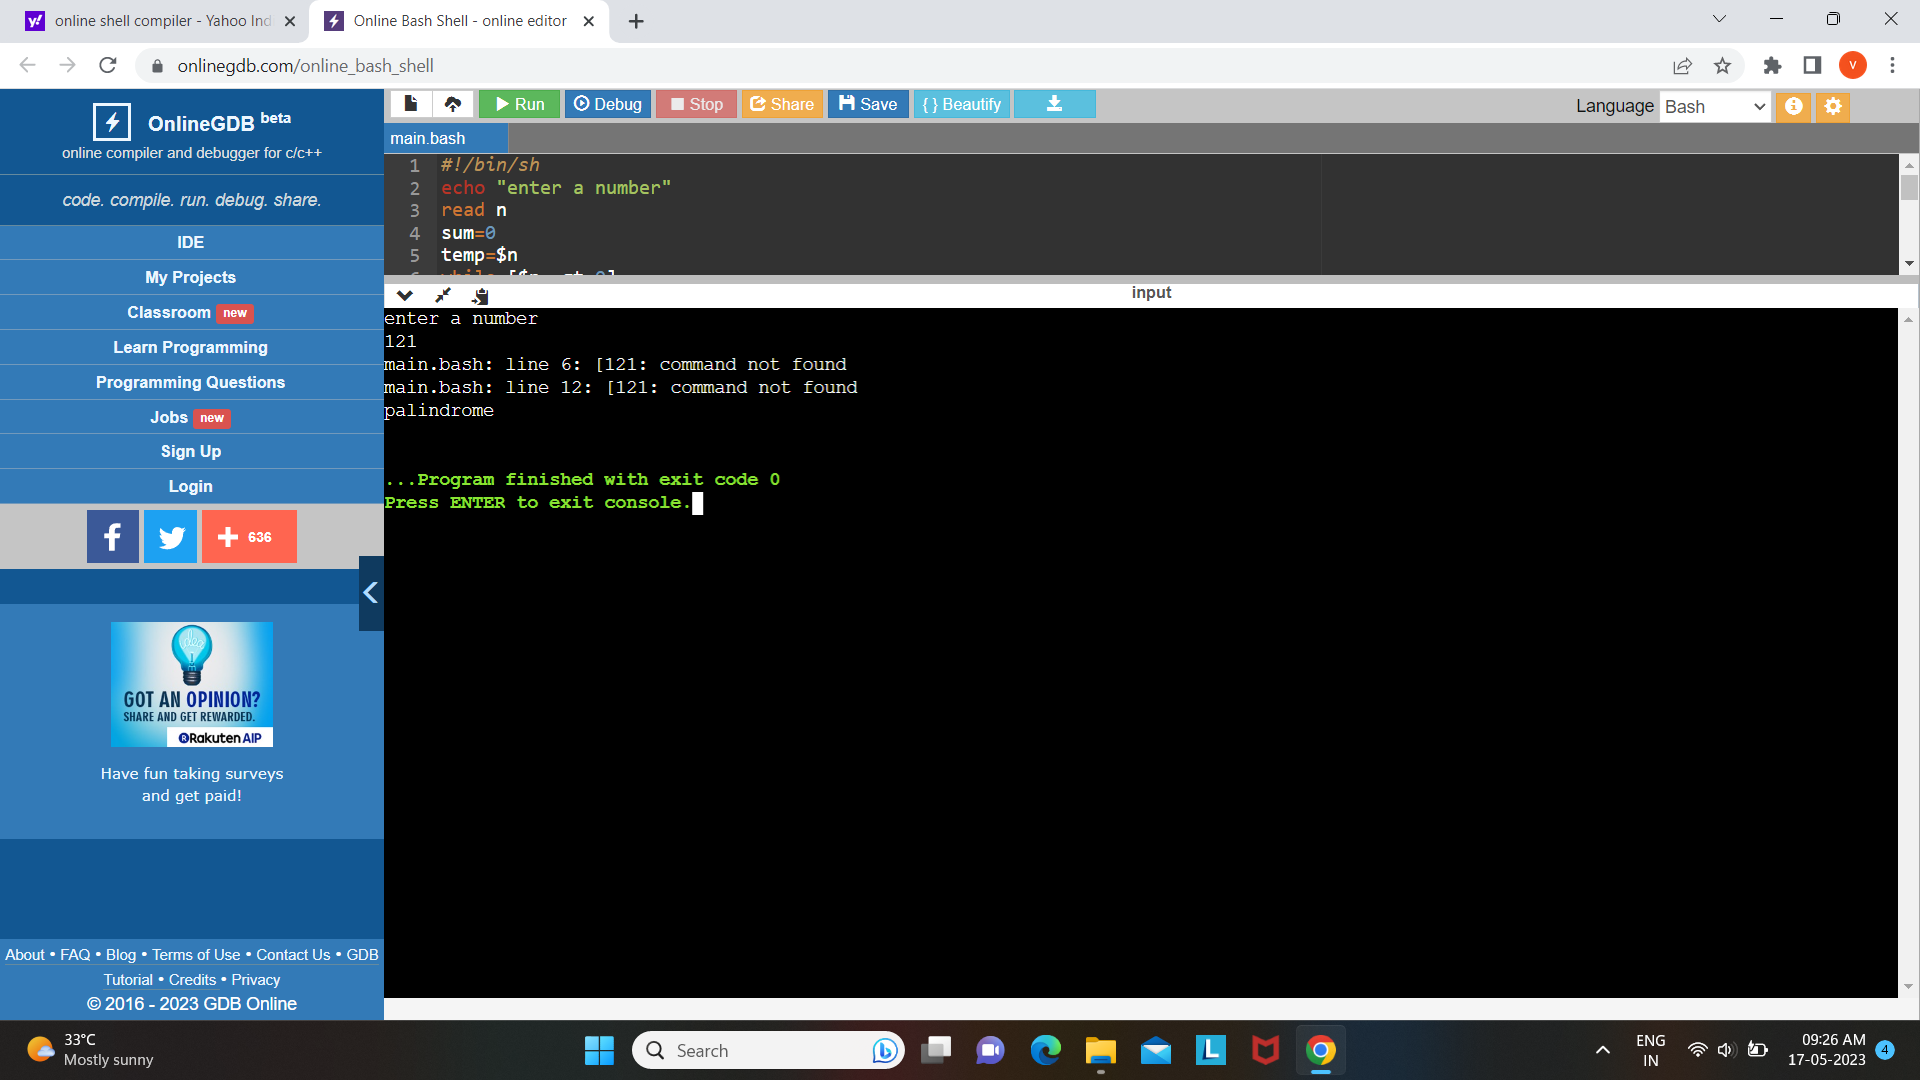 online shell compiler - Yahoo Ind
Online Bash Shell - online editor
onlinegdb.com/online_bash_shell
V
OnlineGDB beta
online compiler and debugger for c/c++
code. compile. run. debug. share.
IDE
My Projects
Classroom new
Learn Programming
Programming Questions
Jobs new
Sign Up
Login
636
GOT AN OPINION?
SHARE AND GET REWARDED.
Rakuten AIP
Have fun taking surveys
and get paid!
About • FAQ • Blog • Terms of Use • Contact Us • GDB
Tutorial • Credits • Privacy
© 2016 - 2023 GDB Online
Run Debug Stop Share Save { } Beautify
Language Bash
main.bash
1 #!/bin/sh
2 echo "enter a number"
3 read n
4 sum=0
5 temp=$n
input
enter a number
121
main.bash: line 6: [121: command not found
main.bash: line 12: [121: command not found
palindrome
...Program finished with exit code 0
Press ENTER to exit console.
33°C
Mostly sunny
Search
L
ENG
IN
09:26 AM
17-05-2023
4